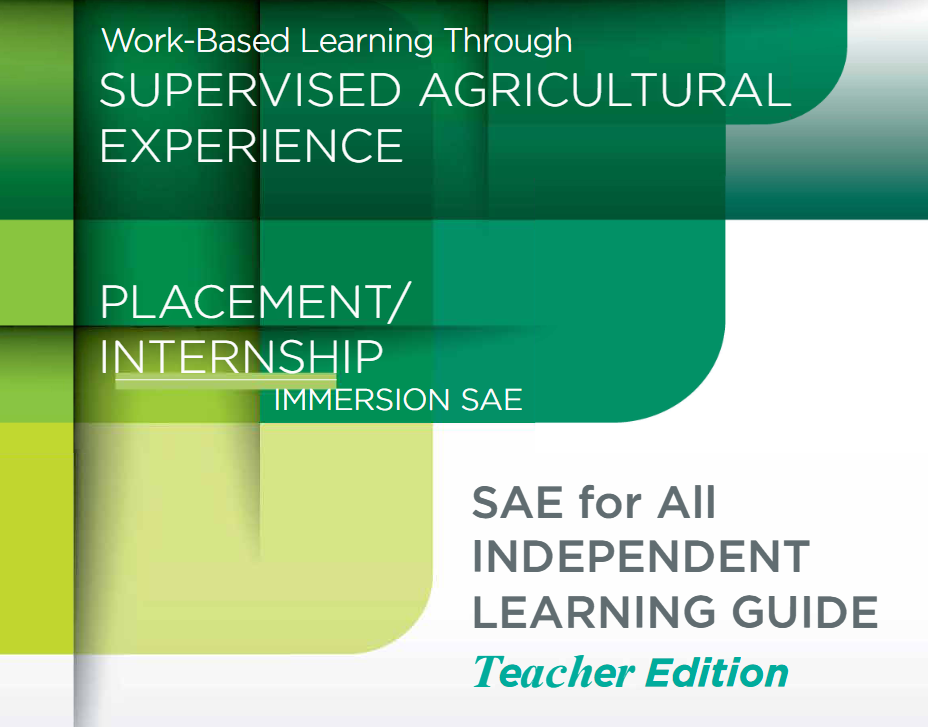 Work-Based Learning Through
SUPERVISED AGRICULTURAL
EXPERIENCE
PLACEMENT/
INTERNSHIP
IMMERSION SAE
SAE for All
INDEPENDENT
LEARNING GUIDE
Teacher Edition